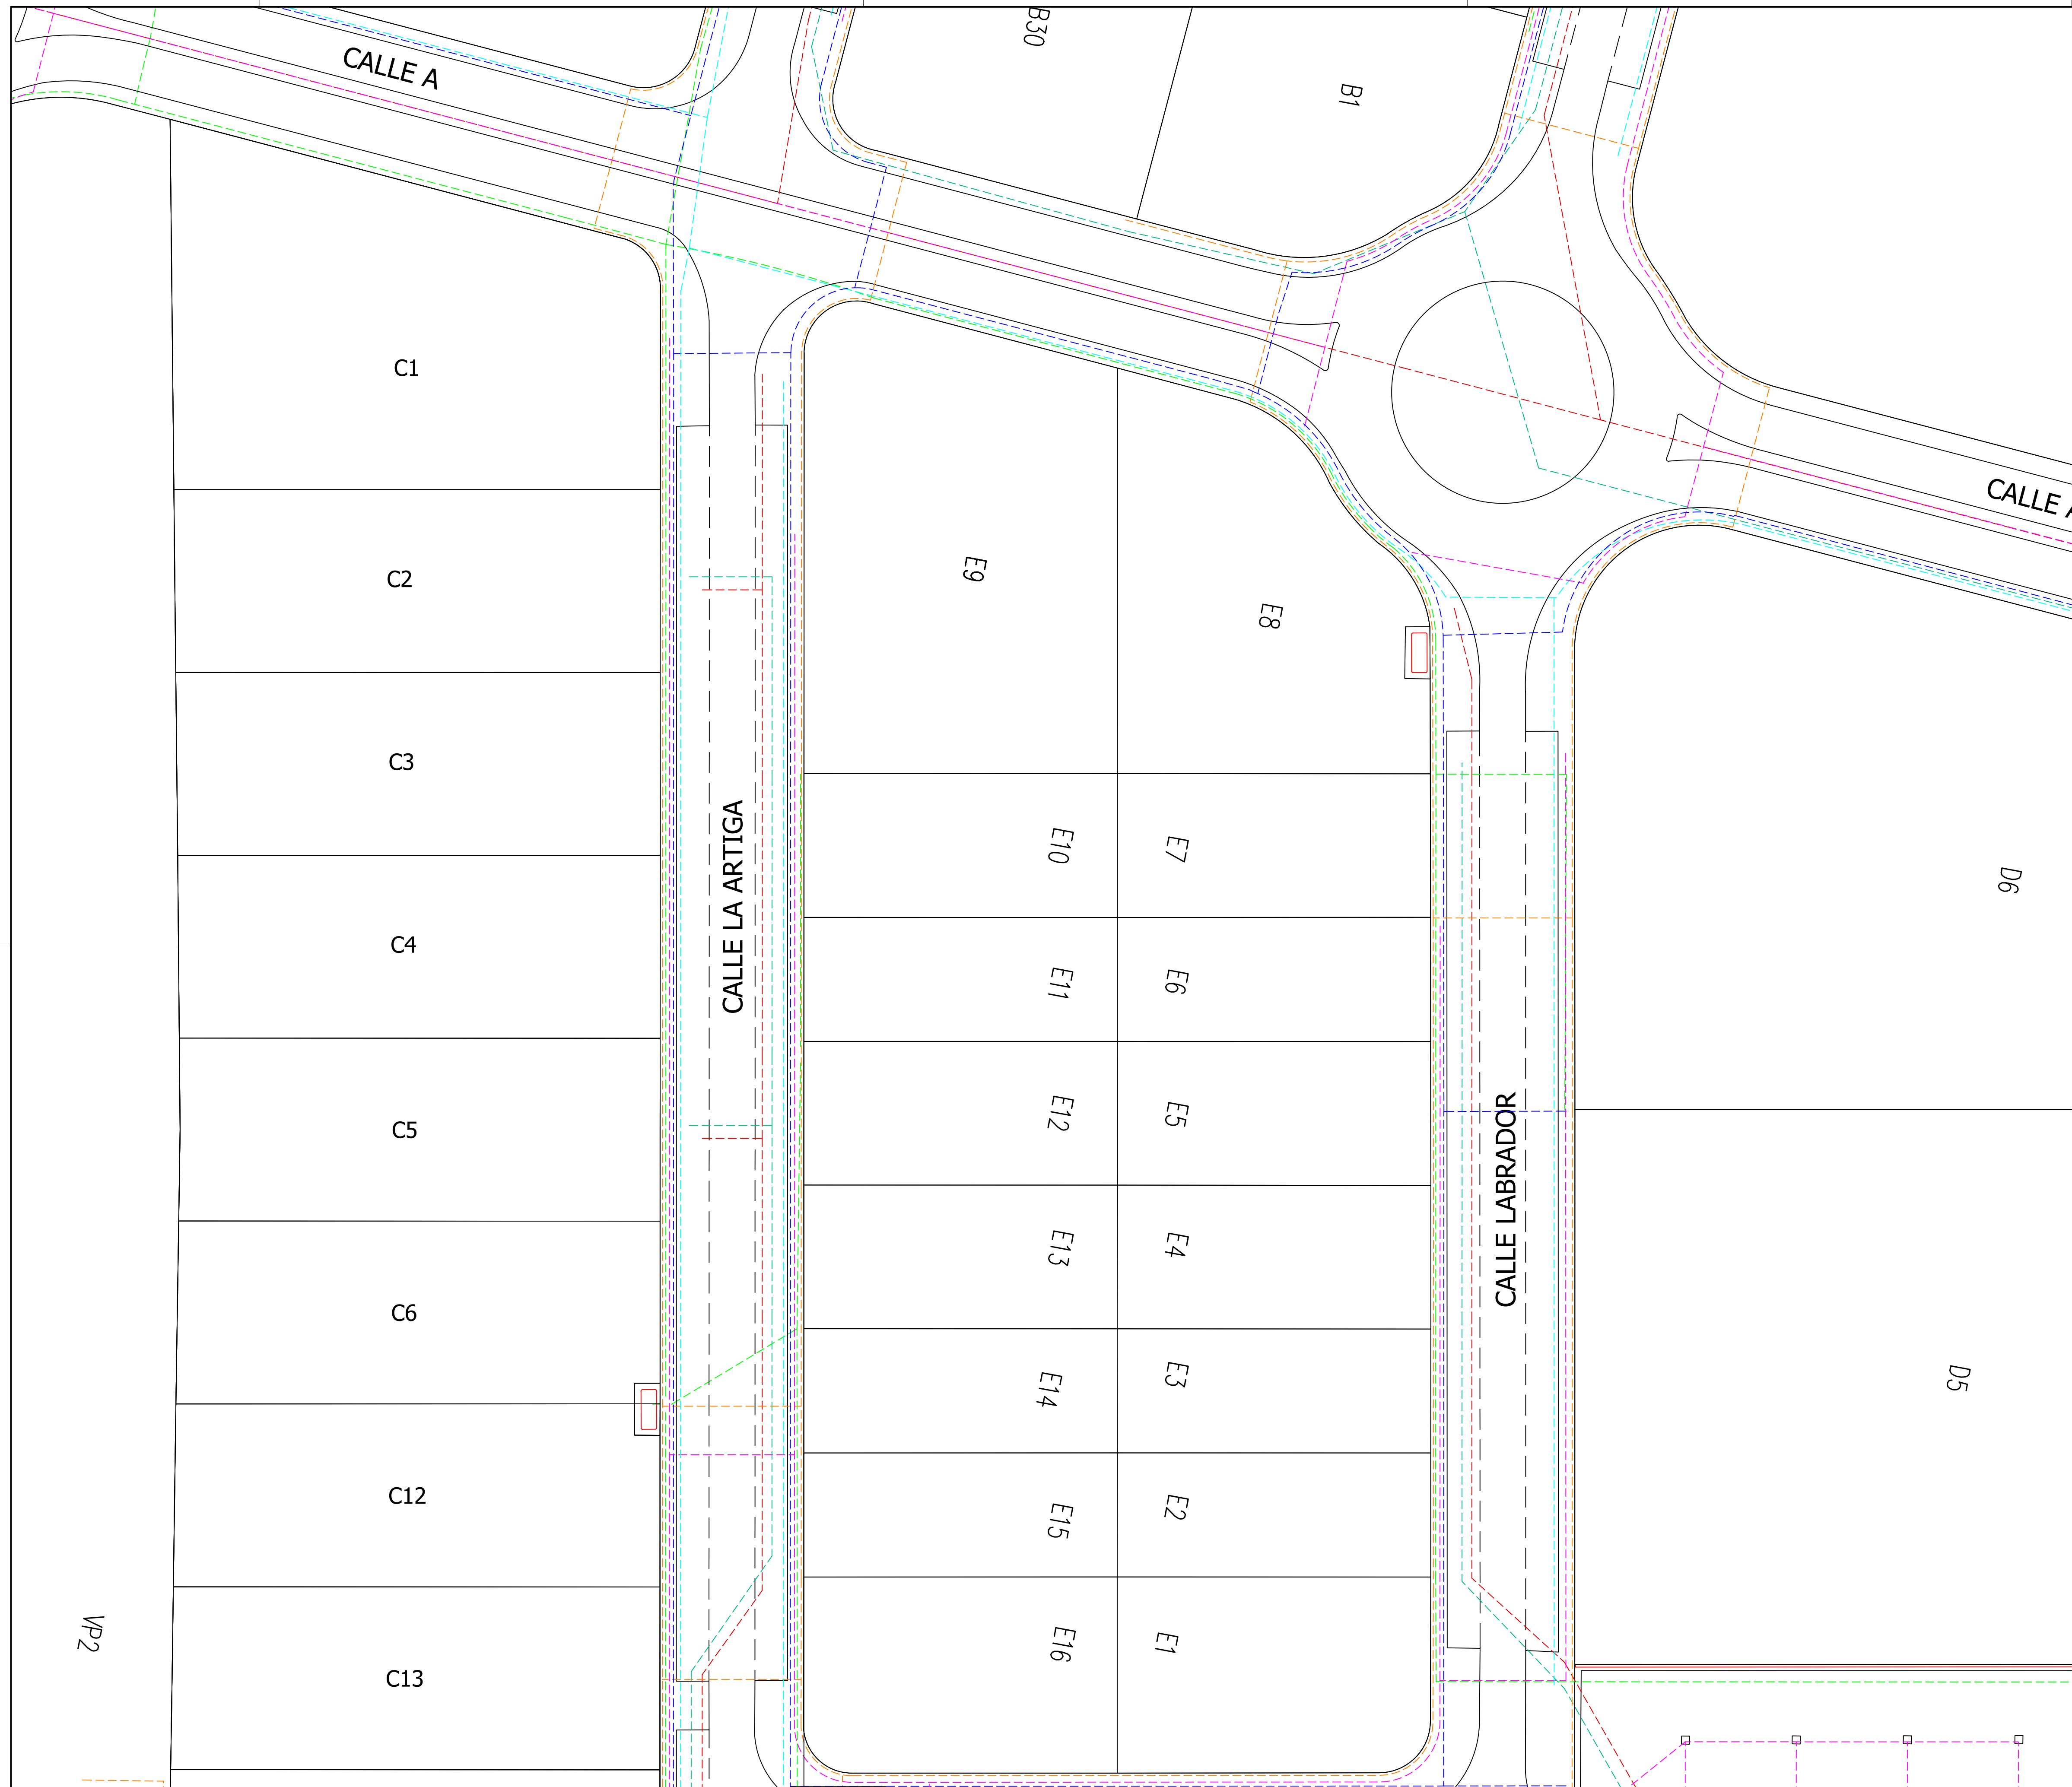 B30
CALLE A
B1
C1
CALLE A
C2
E9
E8
C3
E10
E7
D6
CALLE LA ARTIGA
C4
E11
E6
C5
E12
E5
CALLE LABRADOR
C6
E13
E4
E14
E3
D5
C12
E15
E2
VP2
E16
E1
C13